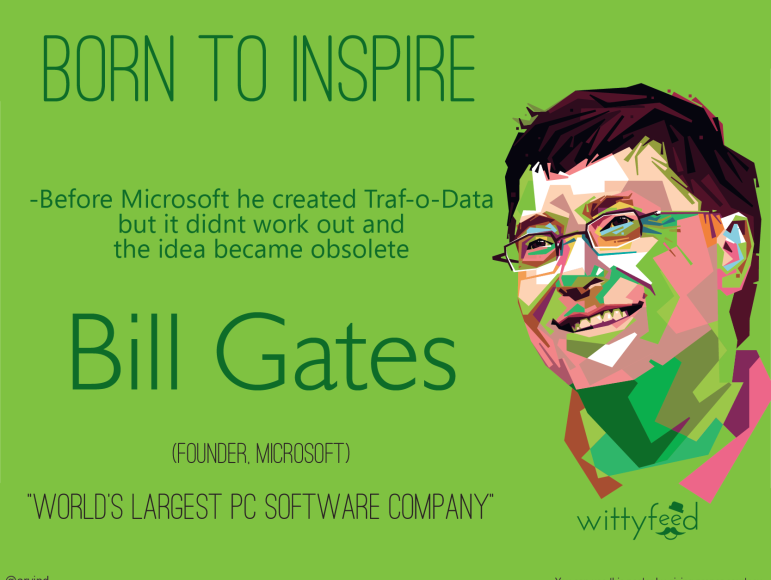 BORN TO INSPIRE
-Before Microsoft he created Traf-o-Data
but it didnt work out and
the idea became obsolete
Bill Gates
(FOUNDER, MICROSOFT)
"WORLD'S LARGEST PC SOFTWARE COMPANY"
wittyfeed